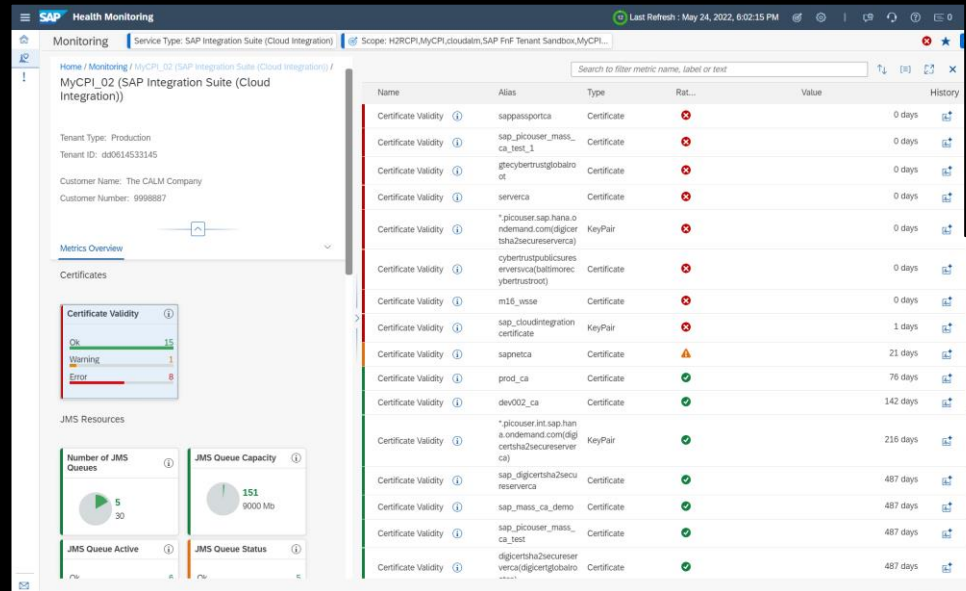 SAP Health Monitoring
Last Refresh : May 24, 2022, 6:02:15 PM
0
Monitoring
Service Type: SAP Integration Suite (Cloud Integration)
Scope: H2RCPI,MyCPI,cloudalm,SAP FnF Tenant Sandbox,MyCPI...
Home / Monitoring / MyCPI_02 (SAP Integration Suite (Cloud Integration)) /
MyCPI_02 (SAP Integration Suite (Cloud
Integration))
Tenant Type: Production
Tenant ID: dd0614533145
Customer Name: The CALM Company
Customer Number: 9998887
Metrics Overview
Certificates
Certificate Validity
Ok 15
Warning 1
Error 8
JMS Resources
Number of JMS
Queues
5
30
JMS Queue Capacity
151
9000 Mb
JMS Queue Active
Ok 6
JMS Queue Status
Ok 5
Search to filter metric name, label or text
Name Alias Type Rat... Value History
Certificate Validity sappassportca Certificate 0 days
Certificate Validity sap_picouser_mass_
ca_test_1 Certificate 0 days
Certificate Validity gtecybertrustglobalro
ot Certificate 0 days
Certificate Validity serverca Certificate 0 days
Certificate Validity *.picouser.sap.hana.o
ndemand.com(digicer
tsha2secureserverca) KeyPair 0 days
Certificate Validity cybertrustpublicsures
erversvca(baltimorec
ybertrustroot) Certificate 0 days
Certificate Validity m16_wsse Certificate 0 days
Certificate Validity sap_cloudintegration
certificate KeyPair 1 days
Certificate Validity sapnetca Certificate 21 days
Certificate Validity prod_ca Certificate 76 days
Certificate Validity dev002_ca Certificate 142 days
Certificate Validity *.picouser.int.sap.han
a.ondemand.com(digi
certsha2secureserver
ca) KeyPair 216 days
Certificate Validity sap_digicertsha2secu
reserverca Certificate 487 days
Certificate Validity sap_mass_ca_demo Certificate 487 days
Certificate Validity sap_picouser_mass_
ca_test Certificate 487 days
Certificate Validity digicertsha2secureser
verca(digicertglobalro Certificate 487 days